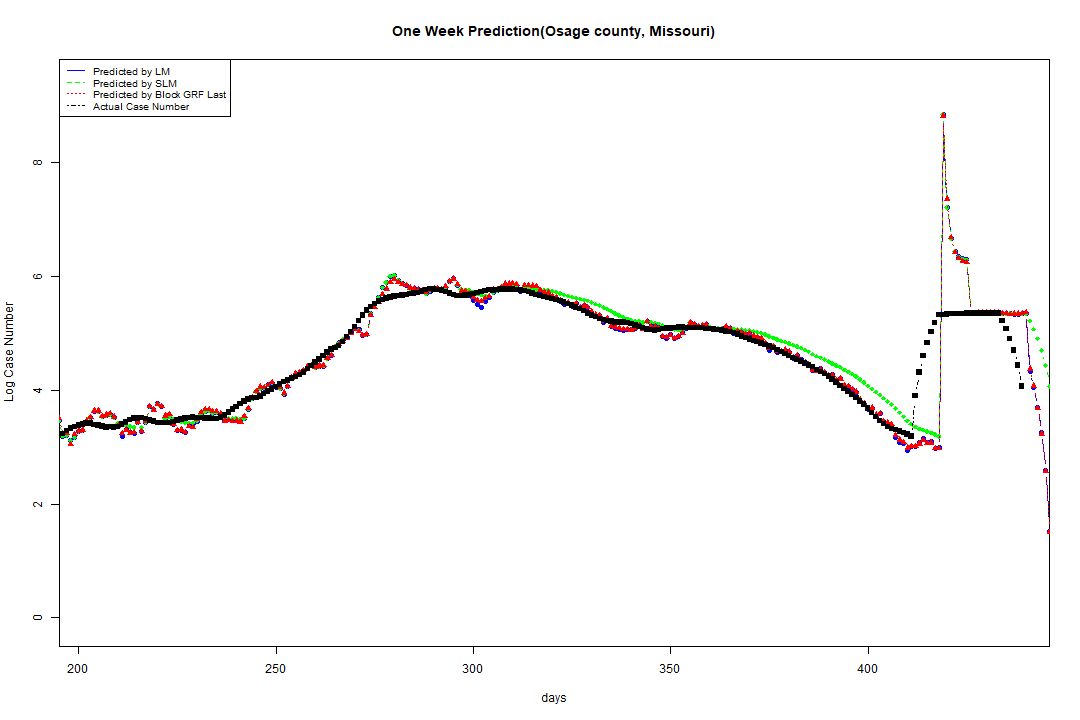 One Week Prediction(Osage county, Missouri)
Predicted by LM
Predicted by SLM
Predicted by Block GRF Last
Actual Case Number
8
6
4
2
0
Log Case Number
200 250 300 350 400
days